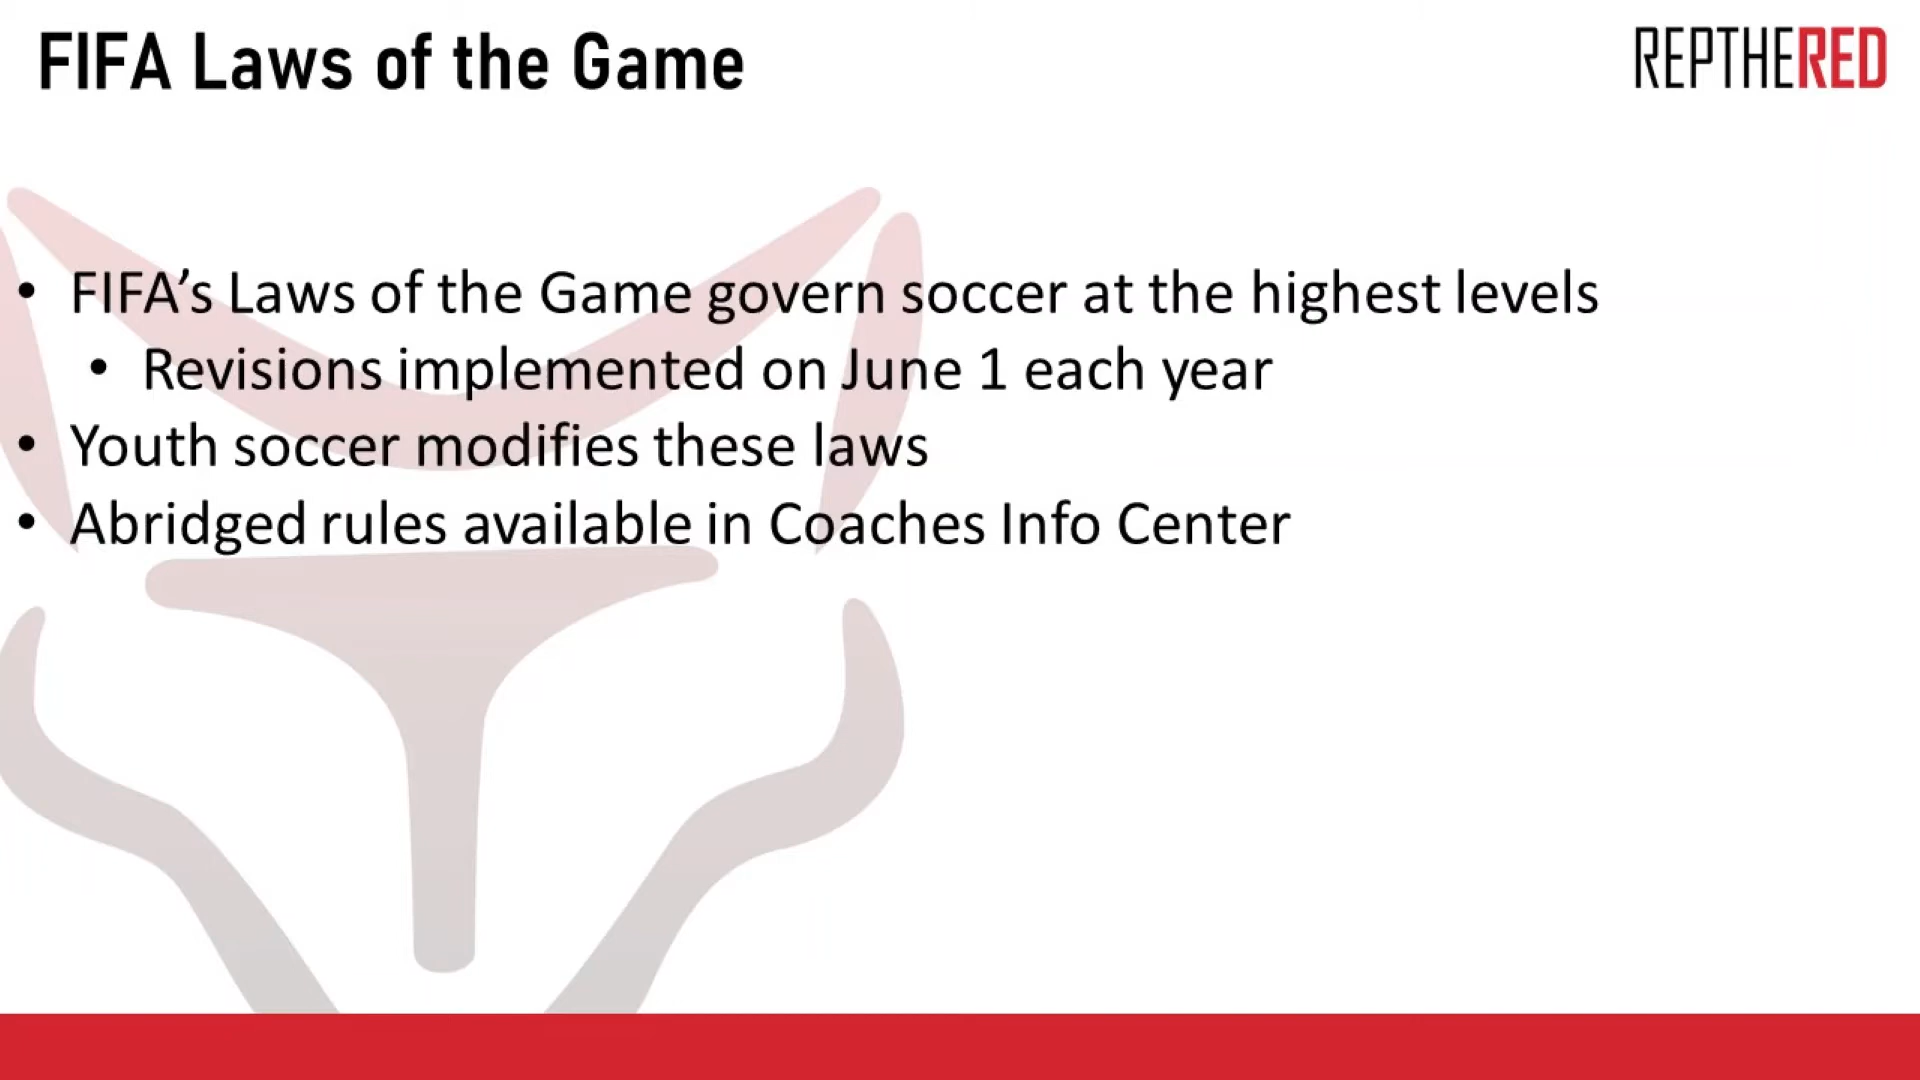 FIFA Laws of the Game
REPTHERED
• FIFA’s Laws of the Game govern soccer at the highest levels
• Revisions implemented on June 1 each year
• Youth soccer modifies these laws
• Abridged rules available in Coaches Info Center